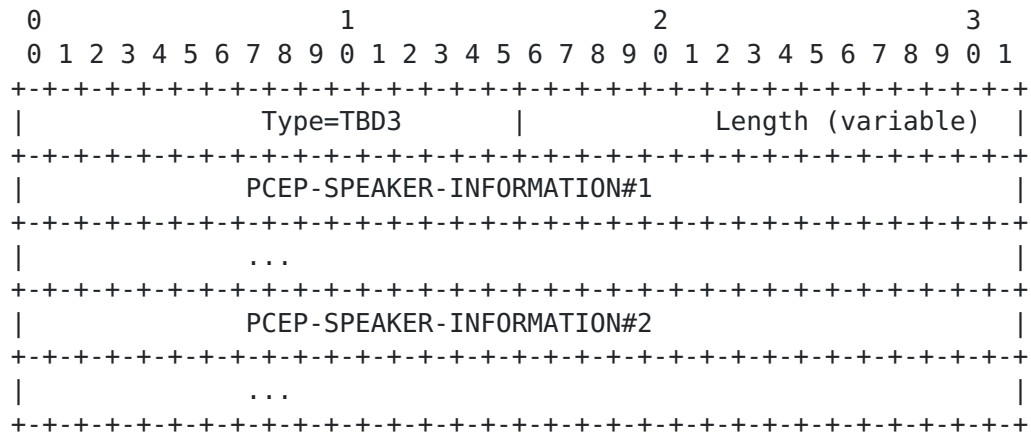 0                   1                   2                   3
 0 1 2 3 4 5 6 7 8 9 0 1 2 3 4 5 6 7 8 9 0 1 2 3 4 5 6 7 8 9 0 1
+-+-+-+-+-+-+-+-+-+-+-+-+-+-+-+-+-+-+-+-+-+-+-+-+-+-+-+-+-+-+-+-+
|               Type=TBD3       |            Length (variable)  |
+-+-+-+-+-+-+-+-+-+-+-+-+-+-+-+-+-+-+-+-+-+-+-+-+-+-+-+-+-+-+-+-+
|              PCEP-SPEAKER-INFORMATION#1                       |
+-+-+-+-+-+-+-+-+-+-+-+-+-+-+-+-+-+-+-+-+-+-+-+-+-+-+-+-+-+-+-+-+
|              ...                                              |
+-+-+-+-+-+-+-+-+-+-+-+-+-+-+-+-+-+-+-+-+-+-+-+-+-+-+-+-+-+-+-+-+
|              PCEP-SPEAKER-INFORMATION#2                       |
+-+-+-+-+-+-+-+-+-+-+-+-+-+-+-+-+-+-+-+-+-+-+-+-+-+-+-+-+-+-+-+-+
|              ...                                              |
+-+-+-+-+-+-+-+-+-+-+-+-+-+-+-+-+-+-+-+-+-+-+-+-+-+-+-+-+-+-+-+-+